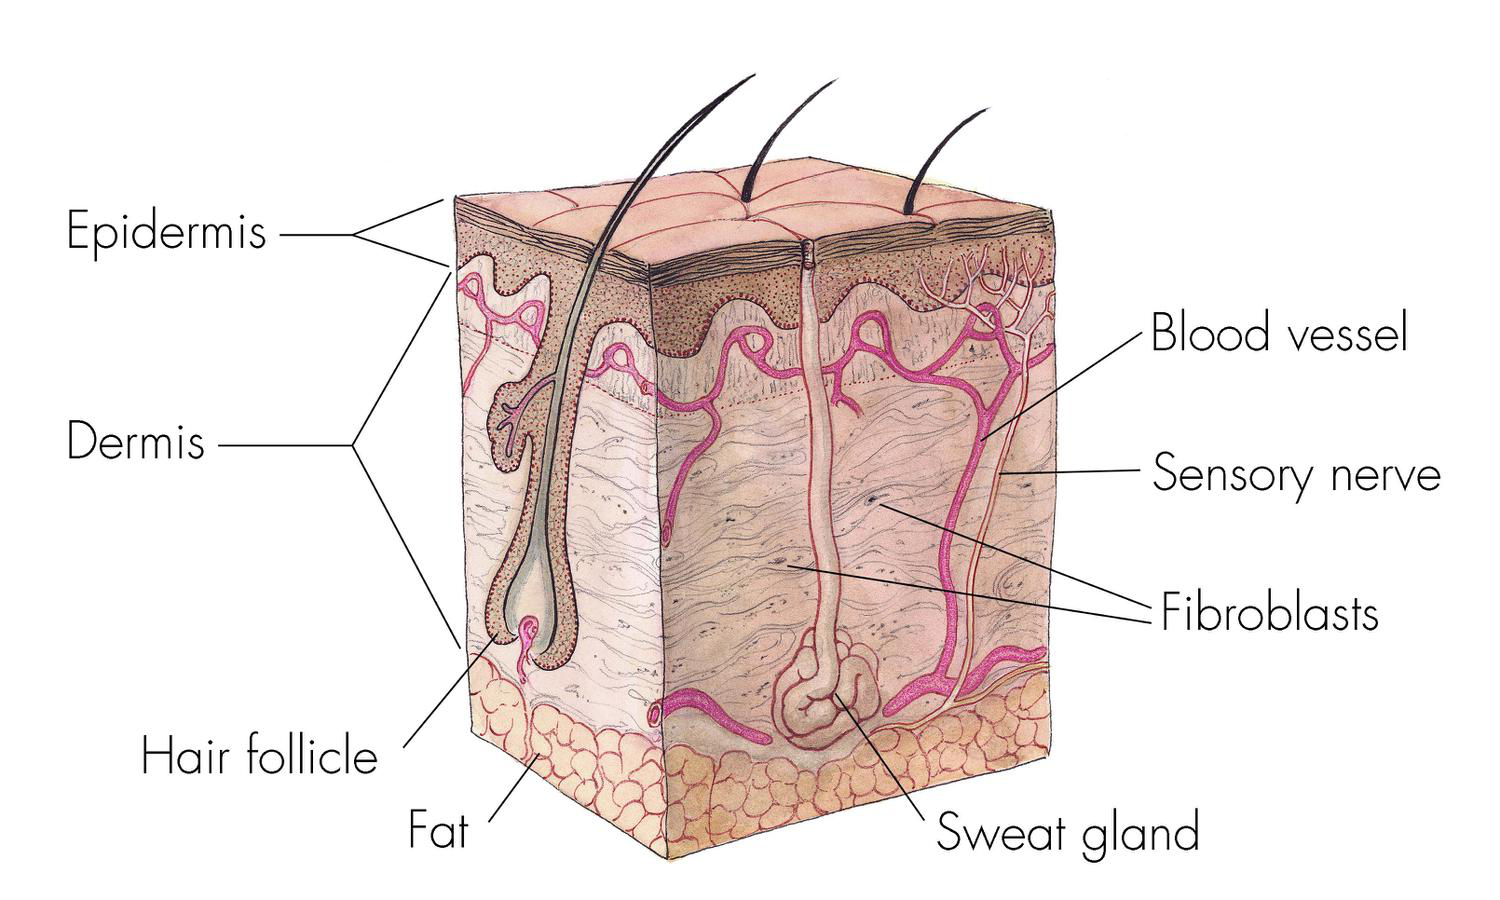 Epidermis
Blood vessel
Dermis
Sensory nerve
Fibroblasts
Hair follicle
Fat
Sweat gland